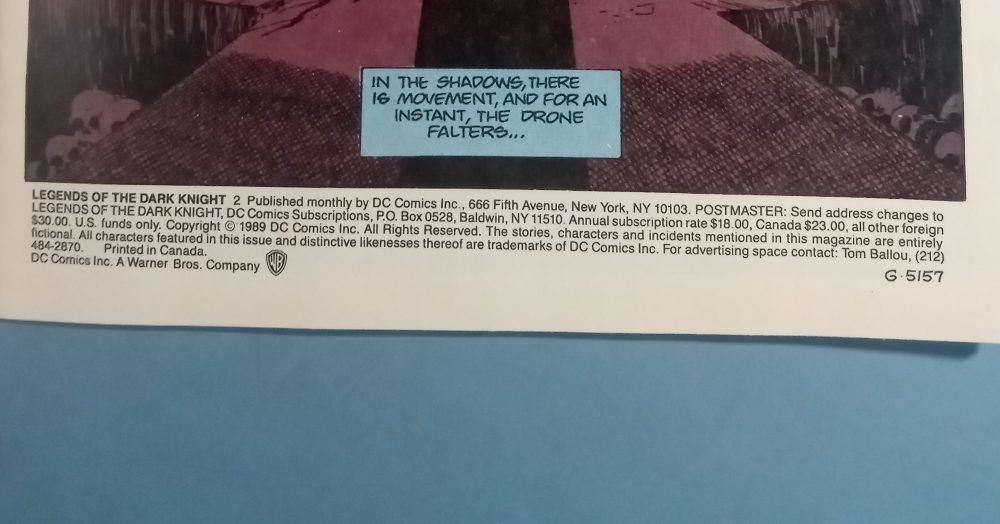 IN THE SHADOWS, THERE
IS MOVEMENT, AND FOR AN
INSTANT, THE DRONE
FALTERS...
LEGENDS OF THE DARK KNIGHT 2 Published monthly by DC Comics Inc., 666 Fifth Avenue, New York, NY 10103. POSTMASTER: Send address changes to
LEGENDS OF THE DARK KNIGHT, DC Comics Subscriptions, P.O. Box 0528, Baldwin, NY 11510. Annual subscription rate $18.00, Canada $23.00, all other foreign
$30.00. U.S. funds only. Copyright © 1989 DC Comics Inc. All Rights Reserved. The stories, characters and incidents mentioned in this magazine are entirely
fictional. All characters featured in this issue and distinctive likenesses thereof are trademarks of DC Comics Inc. For advertising space contact: Tom Ballou, (212)
484-2870. Printed in Canada.
DC Comics Inc. A Warner Bros. Company WB
G-5157